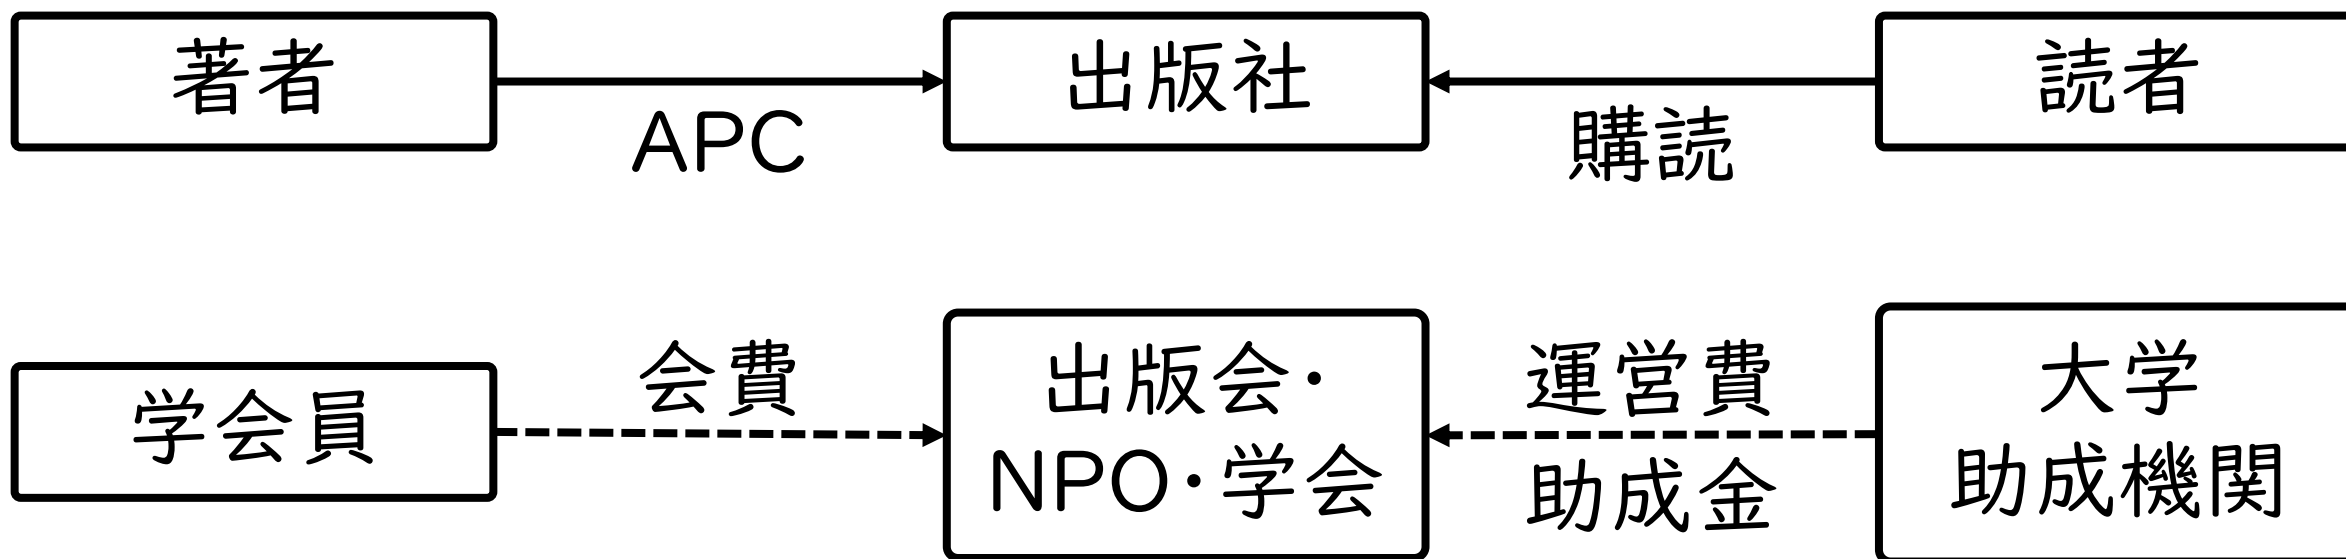 著者
APC
出版社
購読
読者
学会員
会費
出版会・
NPO・学会
運営費
助成金
大学
助成機関